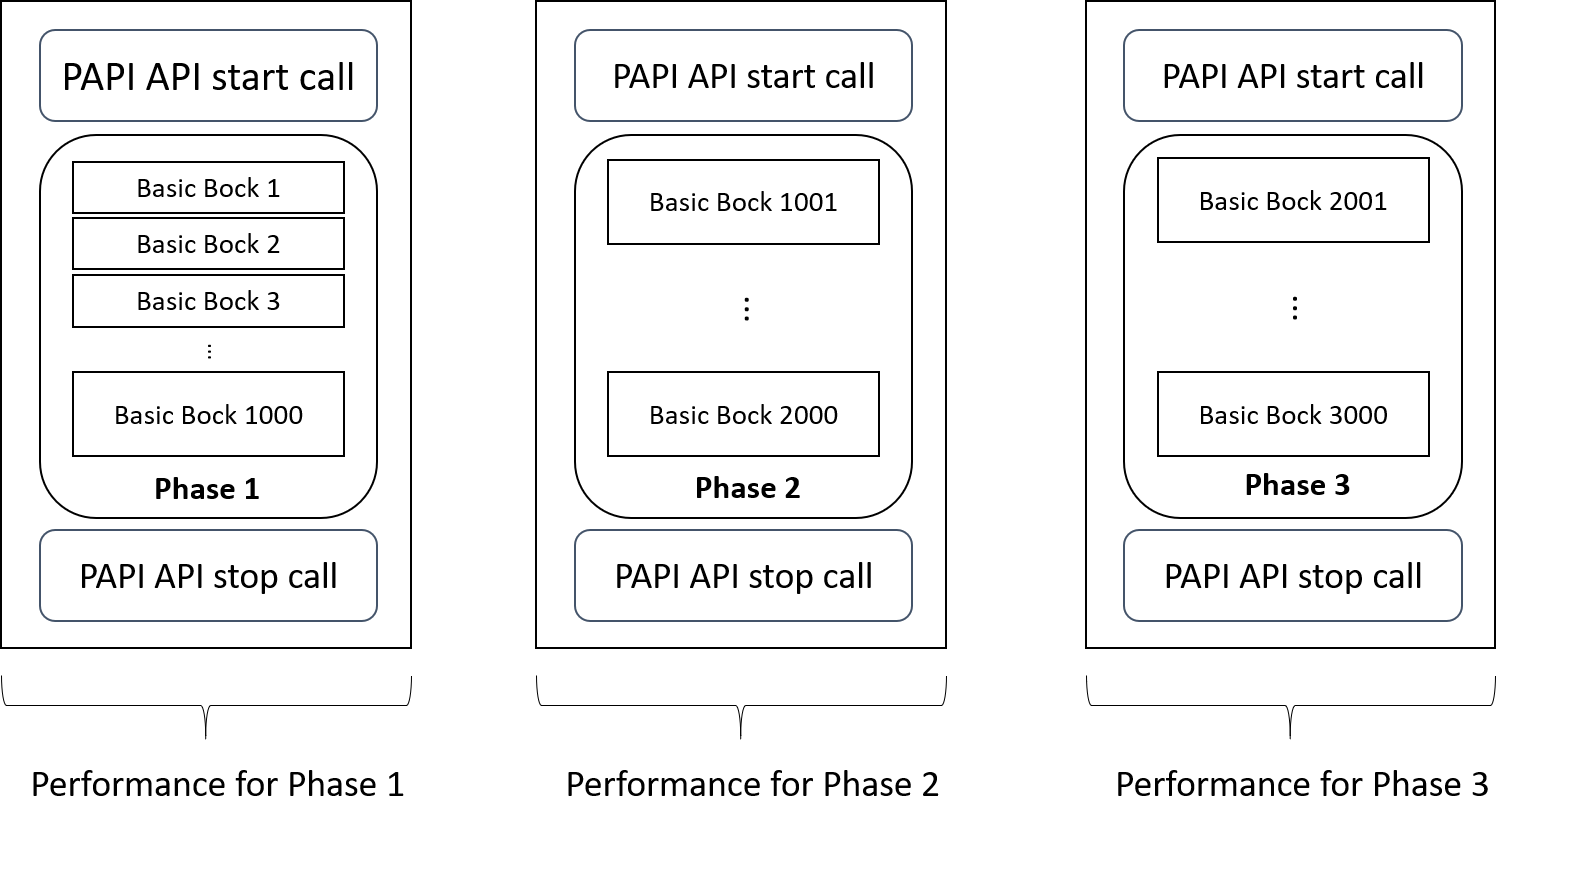 PAPI API start call
Basic Bock 1
Basic Bock 2
Basic Bock 3
⋮
Basic Bock 1000
Phase 1
PAPI API stop call
Performance for Phase 1
PAPI API start call
Basic Bock 1001
⋮
Basic Bock 2000
Phase 2
PAPI API stop call
Performance for Phase 2
PAPI API start call
Basic Bock 2001
⋮
Basic Bock 3000
Phase 3
PAPI API stop call
Performance for Phase 3